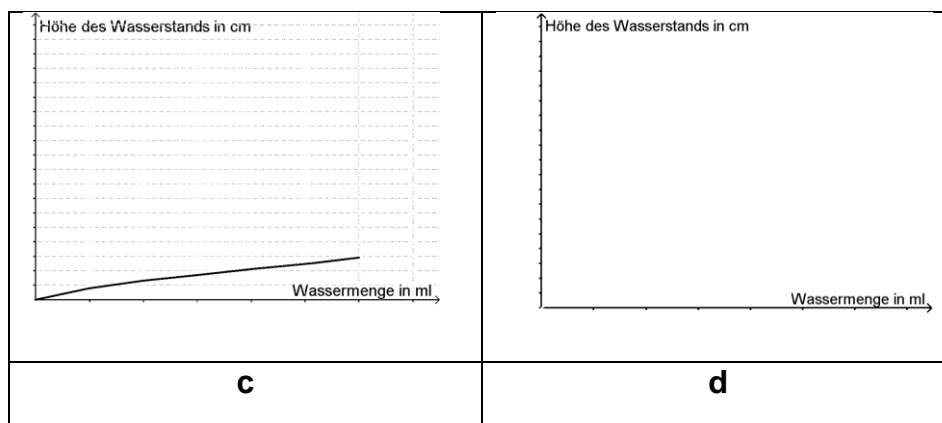 Höhe des Wasserstands in cm
Wassermenge in ml
Höhe des Wasserstands in cm
Wassermenge in ml
c
d